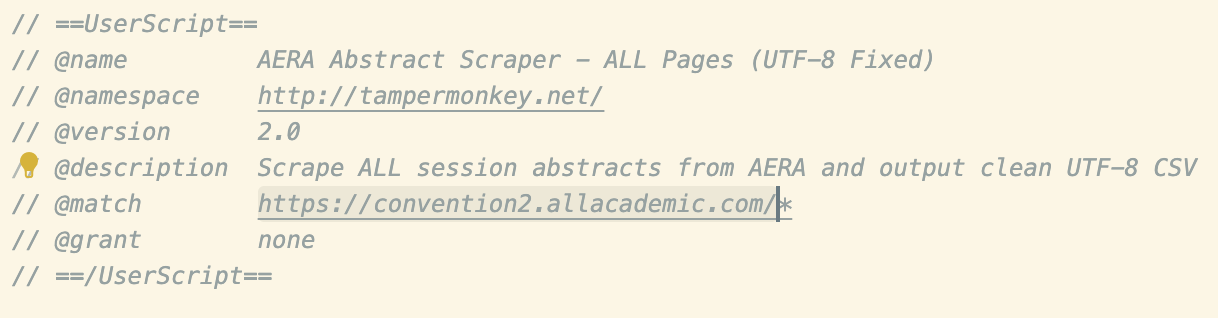 // ==UserScript==
// @name         AERA Abstract Scraper - ALL Pages (UTF-8 Fixed)
// @namespace    http://tampermonkey.net/
// @version      2.0
// @description  Scrape ALL session abstracts from AERA and output clean UTF-8 CSV
// @match        https://convention2.allacademic.com/*
// @grant        none
// ==/UserScript==